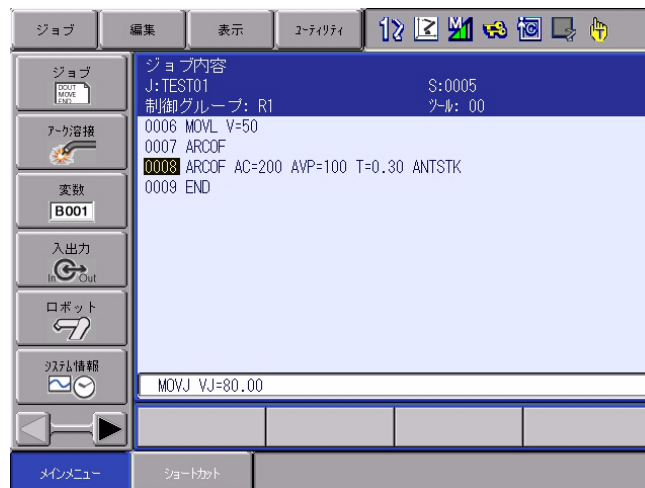 ジョブ
編集
表示
ユーティリティ
ジョブ
DOUT
MOVE
END
アーク溶接
変数
B001
入出力
In Out
ロボット
システム情報
ジョブ内容
J:TEST01 S:0005
制御グループ: R1 ツール: 00
0006 MOVL V=50
0007 ARCOF
0008 ARCOF AC=200 AVP=100 T=0.30 ANTSTK
0009 END
MOVJ VJ=80.00
メインメニュー
ショートカット